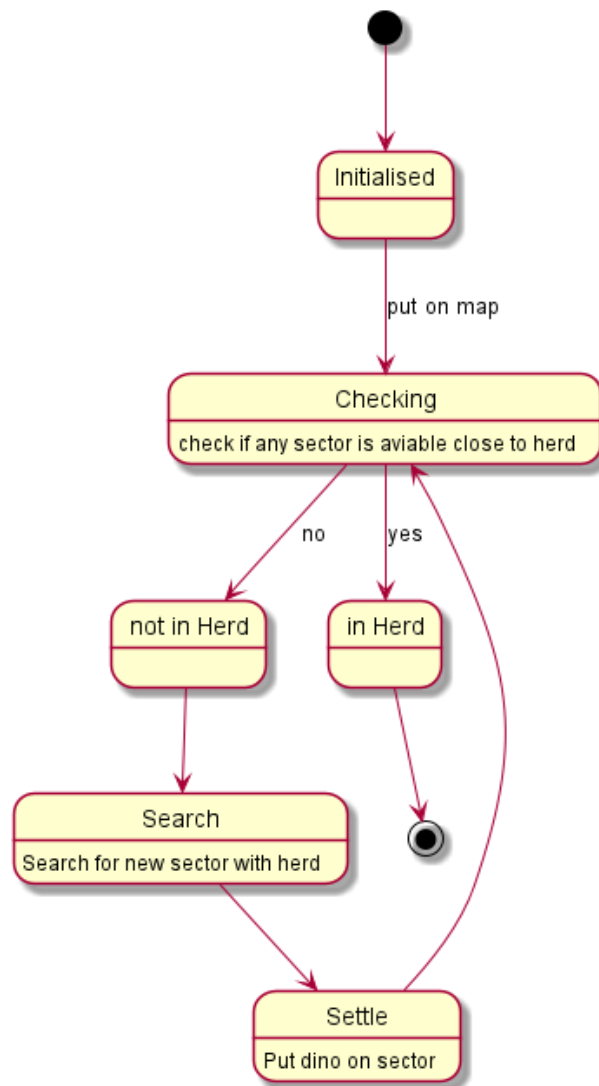 Initialised
put on map
Checking
check if any sector is aviable close to herd
no
yes
not in Herd
in Herd
Search
Search for new sector with herd
Settle
Put dino on sector